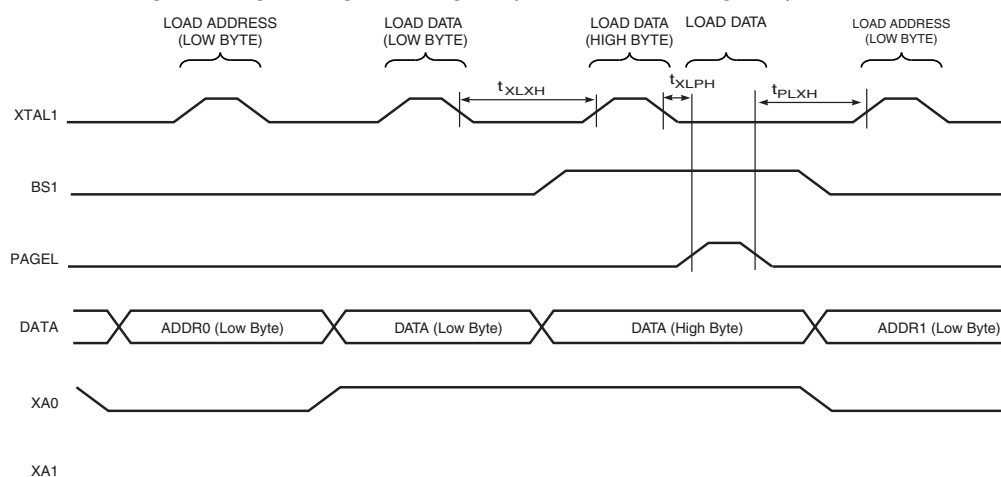 LOAD ADDRESS
(LOW BYTE)
LOAD DATA
(LOW BYTE)
LOAD DATA
(HIGH BYTE)
LOAD DATA
LOAD ADDRESS
(LOW BYTE)
tXLXH
tXLPH
tPLXH
XTAL1
BS1
PAGEL
DATA
ADDR0 (Low Byte)
DATA (Low Byte)
DATA (High Byte)
ADDR1 (Low Byte)
XA0
XA1